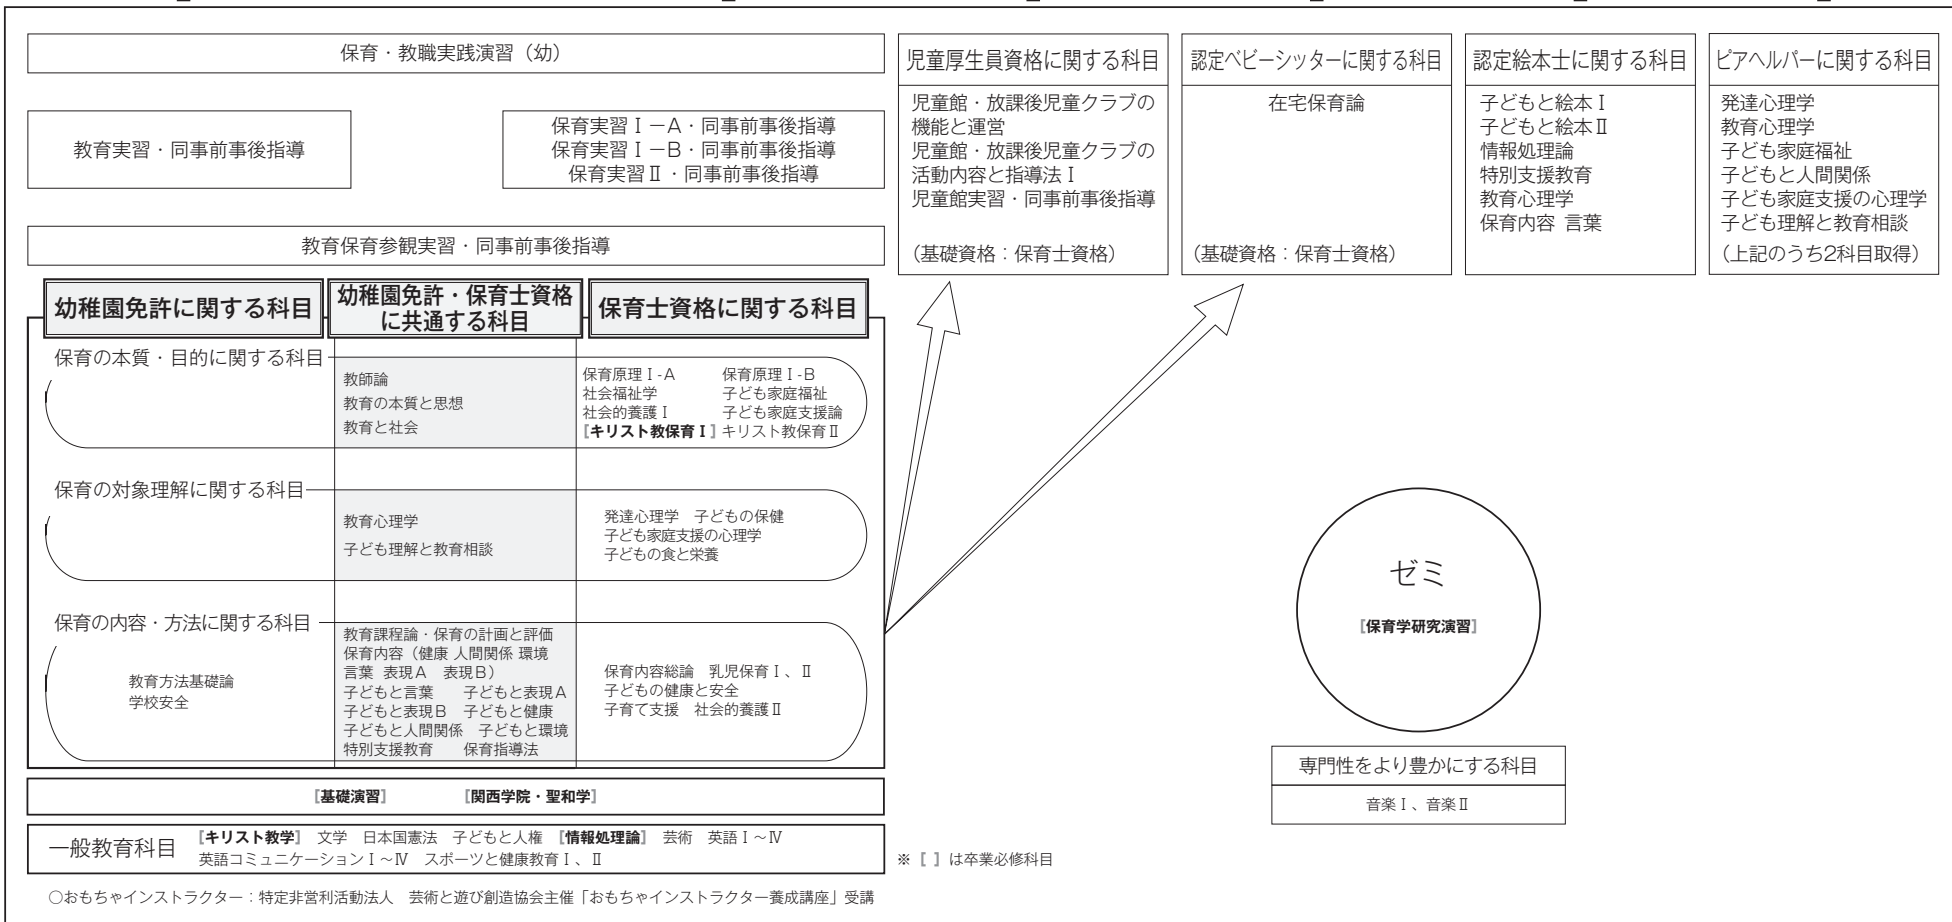 保育・教職実践演習（幼）
教育実習・同事前事後指導
保育実習Ⅰ－A・同事前事後指導
保育実習Ⅰ－B・同事前事後指導
保育実習Ⅱ・同事前事後指導
教育保育参観実習・同事前事後指導
児童厚生員資格に関する科目
児童館・放課後児童クラブの
機能と運営
児童館・放課後児童クラブの
活動内容と指導法Ⅰ
児童館実習・同事前事後指導
（基礎資格：保育士資格）
認定ベビーシッターに関する科目
在宅保育論
（基礎資格：保育士資格）
認定絵本士に関する科目
子どもと絵本Ⅰ
子どもと絵本Ⅱ
情報処理論
特別支援教育
教育心理学
保育内容 言葉
ピアヘルパーに関する科目
発達心理学
教育心理学
子ども家庭福祉
子どもと人間関係
子ども家庭支援の心理学
子ども理解と教育相談
（上記のうち2科目取得）
幼稚園免許に関する科目
幼稚園免許・保育士資格
に共通する科目
保育士資格に関する科目
保育の本質・目的に関する科目
教師論
教育の本質と思想
教育と社会
保育原理Ⅰ-A 保育原理Ⅰ-B
社会福祉学 子ども家庭福祉
社会的養護Ⅰ 子ども家庭支援論
［キリスト教保育Ⅰ］ キリスト教保育Ⅱ
保育の対象理解に関する科目
教育心理学
子ども理解と教育相談
発達心理学 子どもの保健
子ども家庭支援の心理学
子どもの食と栄養
保育の内容・方法に関する科目
教育方法基礎論
学校安全
教育課程論・保育の計画と評価
保育内容（健康 人間関係 環境
言葉 表現A 表現B）
子どもと言葉 子どもと表現A
子どもと表現B 子どもと健康
子どもと人間関係 子どもと環境
特別支援教育 保育指導法
保育内容総論 乳児保育Ⅰ、Ⅱ
子どもの健康と安全
子育て支援 社会的養護Ⅱ
ゼミ
［保育学研究演習］
専門性をより豊かにする科目
音楽Ⅰ、音楽Ⅱ
［基礎演習］ ［関西学院・聖和学］
一般教育科目
［キリスト教学］ 文学 日本国憲法 子どもと人権 ［情報処理論］ 芸術 英語Ⅰ～Ⅳ
英語コミュニケーションⅠ～Ⅳ スポーツと健康教育Ⅰ、Ⅱ
※［ ］は卒業必修科目
○おもちゃインストラクター：特定非営利活動法人 芸術と遊び創造協会主催「おもちゃインストラクター養成講座」受講